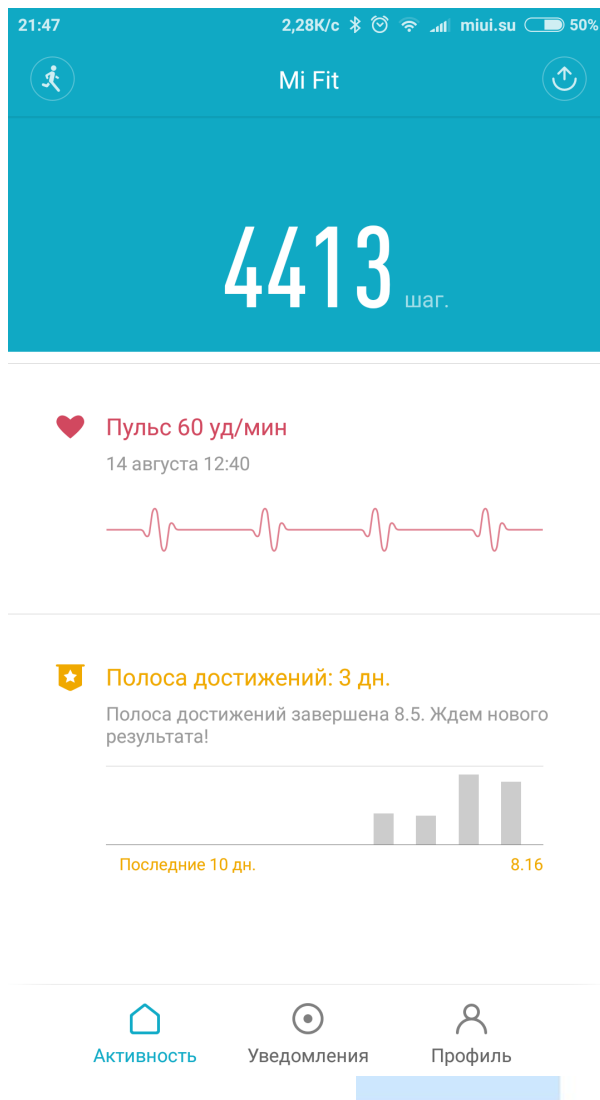 21:47 2,28K/с miui.su 50%
Mi Fit
4413 шаг.
Пульс 60 уд/мин
14 августа 12:40
Полоса достижений: 3 дн.
Полоса достижений завершена 8.5. Ждем нового
результата!
Последние 10 дн. 8.16
Активность Уведомления Профиль